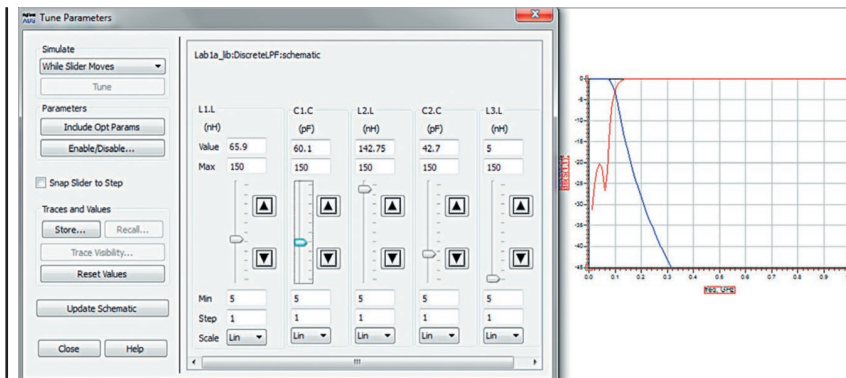 Tune Parameters
Simulate
While Slider Moves
Tune
Parameters
Include Opt Params
Enable/Disable...
Snap Slider to Step
Traces and Values
Store... Recall...
Trace Visibility...
Reset Values
Update Schematic
Close Help
Lab1a_lib:DiscreteLPF:schematic
L1.L C1.C L2.L C2.C L3.L
(nH) (pF) (nH) (pF) (nH)
Value 65.9 60.1 142.75 42.7 5
Max 150 150 150 150 150
Min 5 5 5 5 5
Step 1 1 1 1 1
Scale Lin Lin Lin Lin Lin
0
-5
-10
-15
-20
-25
-30
-35
-40
-45
0.0 0.1 0.2 0.3 0.4 0.5 0.6 0.7 0.8 0.9
freq, GHz